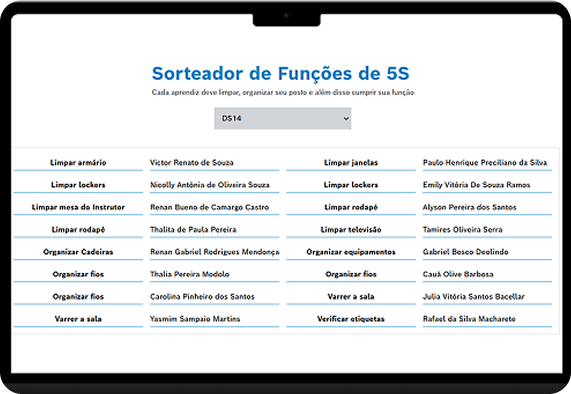 Sorteador de Funções de 5S
Cada aprendiz deve limpar, organizar seu posto e além disso cumprir sua função
DS14
Limpar armário Victor Renato de Souza Limpar janelas Paulo Henrique Preciliano da Silva
Limpar lockers Nicolly Antônia de Oliveira Souza Limpar lockers Emily Vitória De Souza Ramos
Limpar mesa do Instrutor Renan Bueno de Camargo Castro Limpar rodapé Alyson Pereira dos Santos
Limpar rodapé Thalita de Paula Pereira Limpar televisão Tamires Oliveira Serra
Organizar Cadeiras Renan Gabriel Rodrigues Mendonça Organizar equipamentos Gabriel Bosco Deolindo
Organizar fios Thalia Pereira Modolo Organizar fios Cauã Olive Barbosa
Organizar fios Carolina Pinheiro dos Santos Varrer a sala Julia Vitória Santos Bacellar
Varrer a sala Yasmim Sampaio Martins Verificar etiquetas Rafael da Silva Macharete